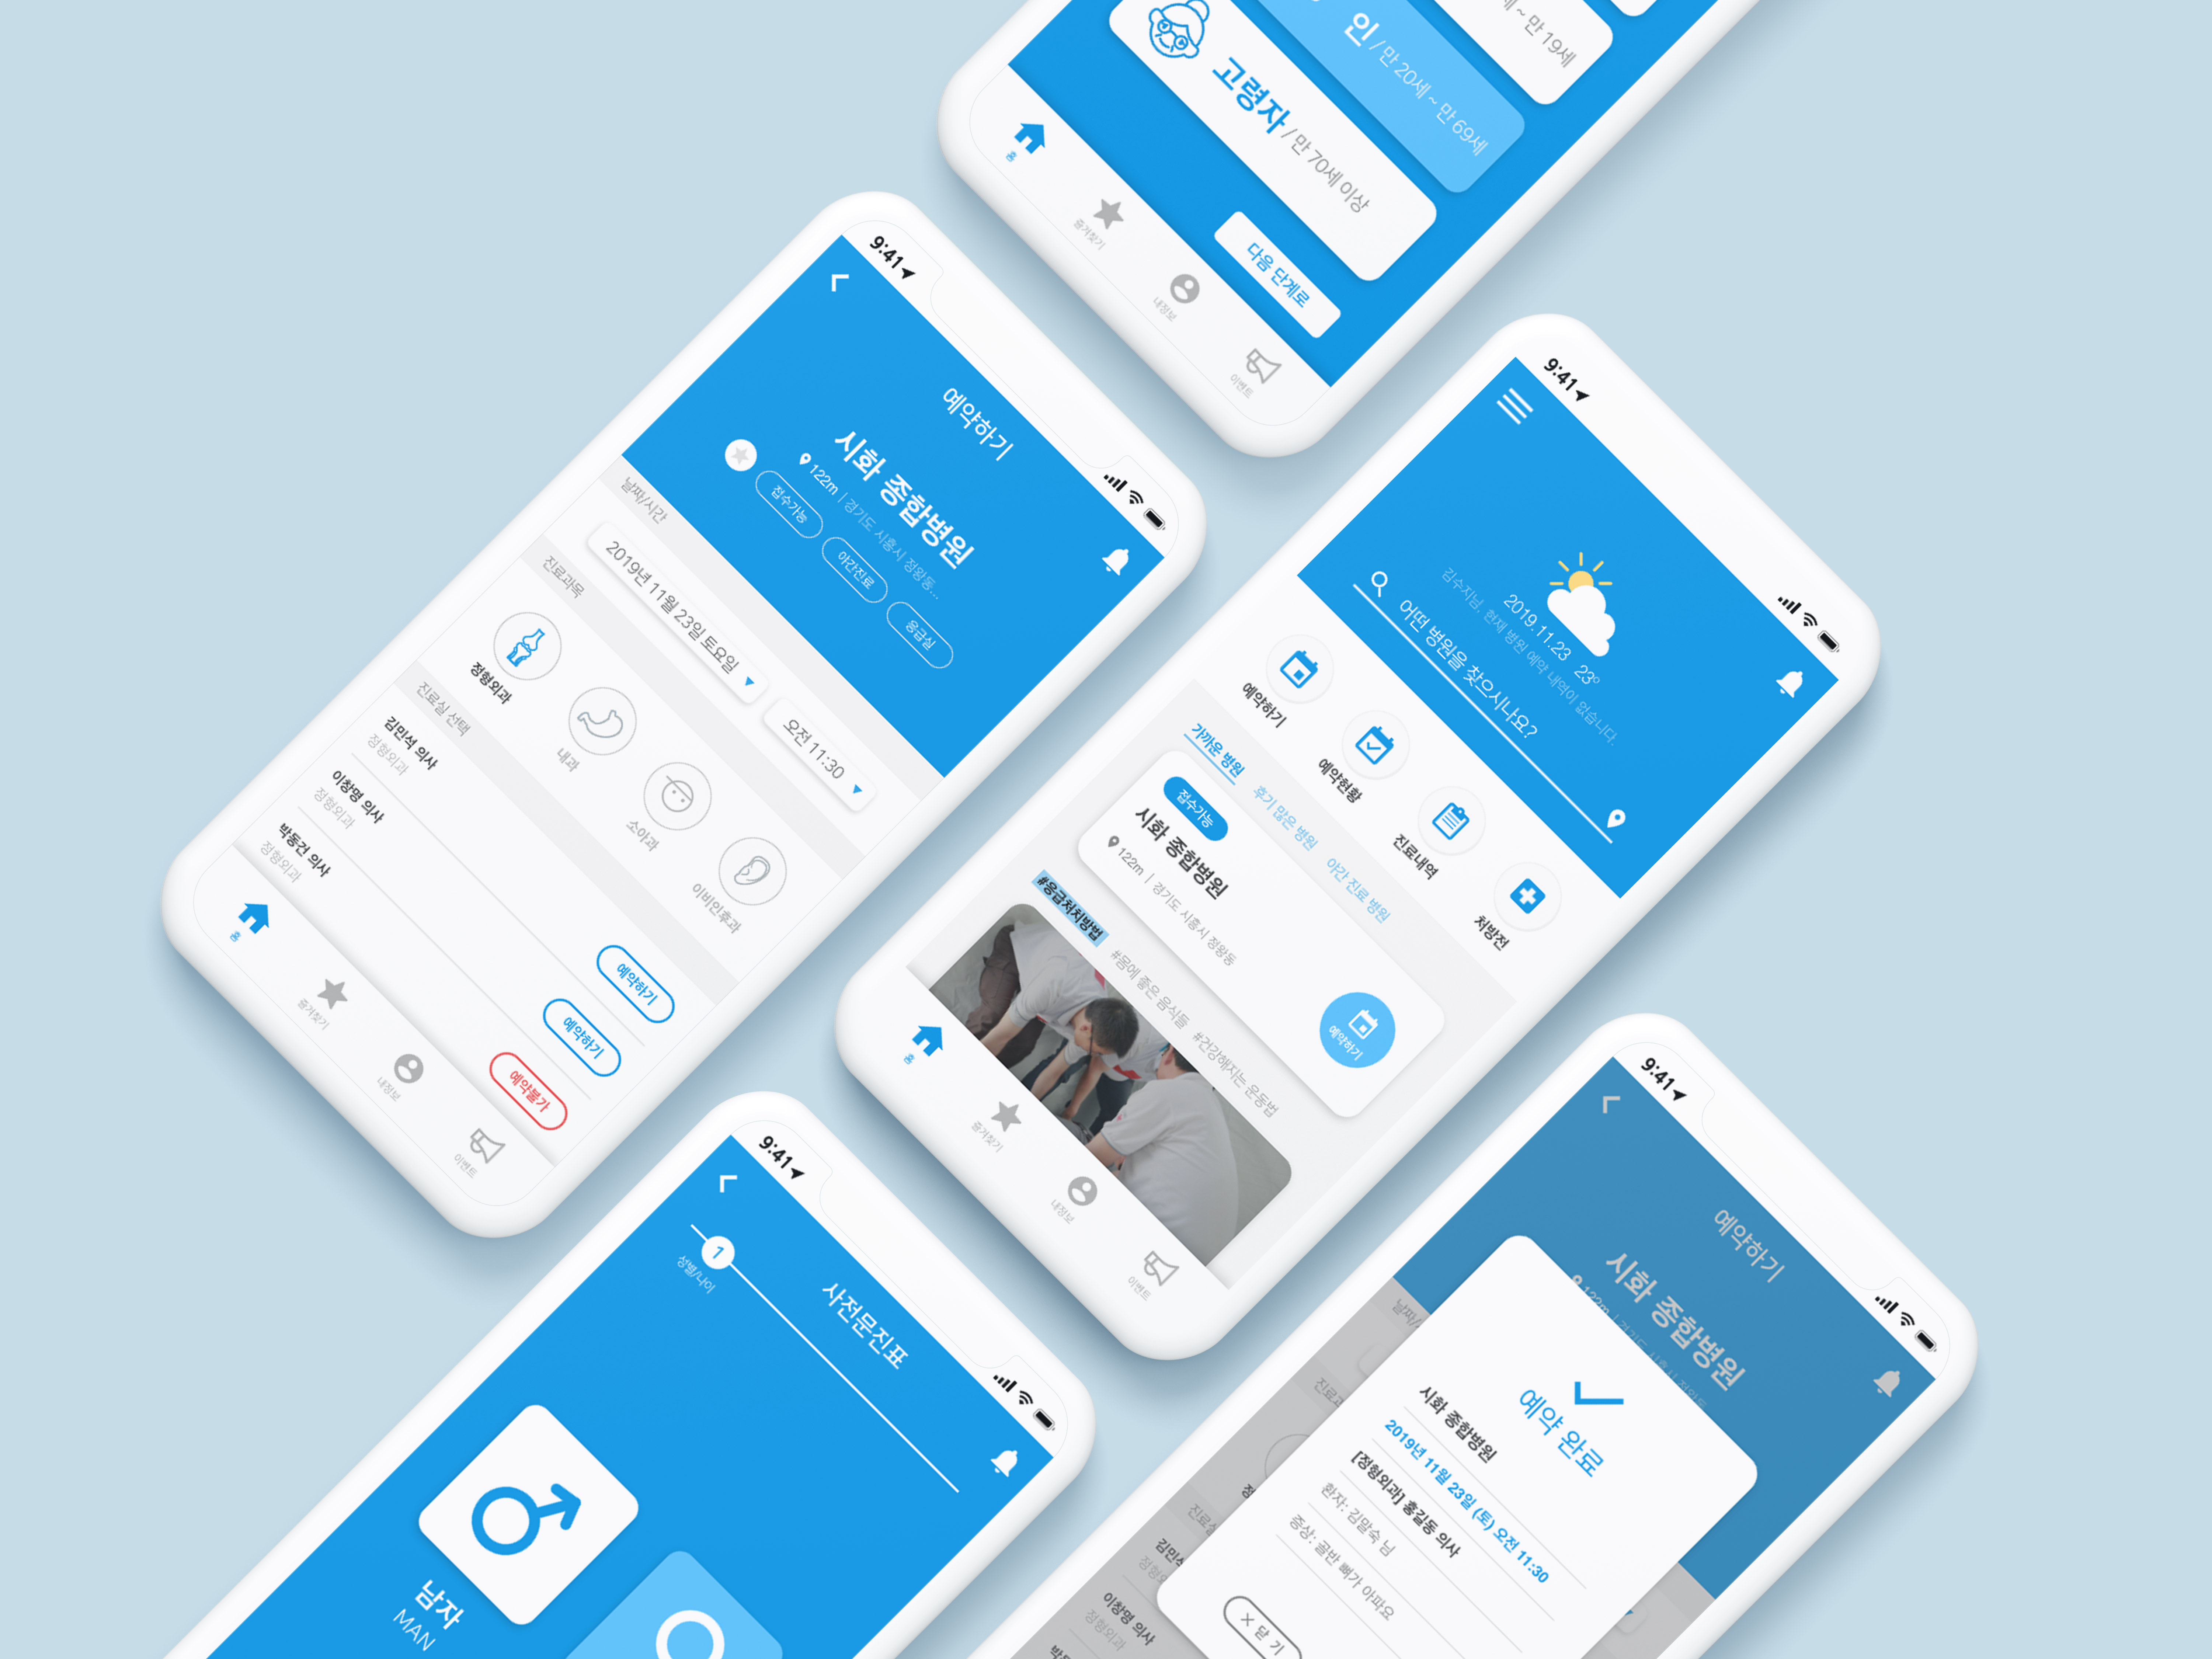 세 ~ 만 19세
인 / 만 20세 ~ 만 69세
고령자 / 만 70세 이상
다음 단계로
홈
즐겨찾기
내정보
이벤트
9:41
예약하기
시화 종합병원
122m | 경기도 시흥시 정왕동...
접수가능
야간진료
응급실
날짜/시간
2019년 11월 23일 토요일
오전 11:30
진료과목
정형외과
내과
소아과
이비인후과
진료실 선택
김민석 의사
정형외과
예약하기
이창명 의사
정형외과
예약하기
박동건 의사
정형외과
예약불가
홈
즐겨찾기
내정보
이벤트
9:41
2019.11.23 23º
김수지님, 현재 병원 예약 내역이 없습니다.
어떤 병원을 찾으시나요?
예약하기
예약현황
진료내역
처방전
가까운 병원
후기 많은 병원
야간 진료 병원
접수가능
시화 종합병원
122m | 경기도 시흥시 정왕동
예약하기
#응급처치방법
#몸에 좋은 음식들
#건강해지는 운동법
홈
즐겨찾기
내정보
이벤트
9:41
사전문진표
1
성별/나이
남자
MAN
9:41
예약하기
시화 종합병원
122m
날짜/
진료과
정
진료실
김민석
정형외
이창명 의사
정형외과
예약 완료
시화 종합병원
2019년 11월 23일 (토) 오전 11:30
[정형외과] 홍길동 의사
환자: 김말숙 님
증상: 골반 뼈가 아파요
× 닫 기